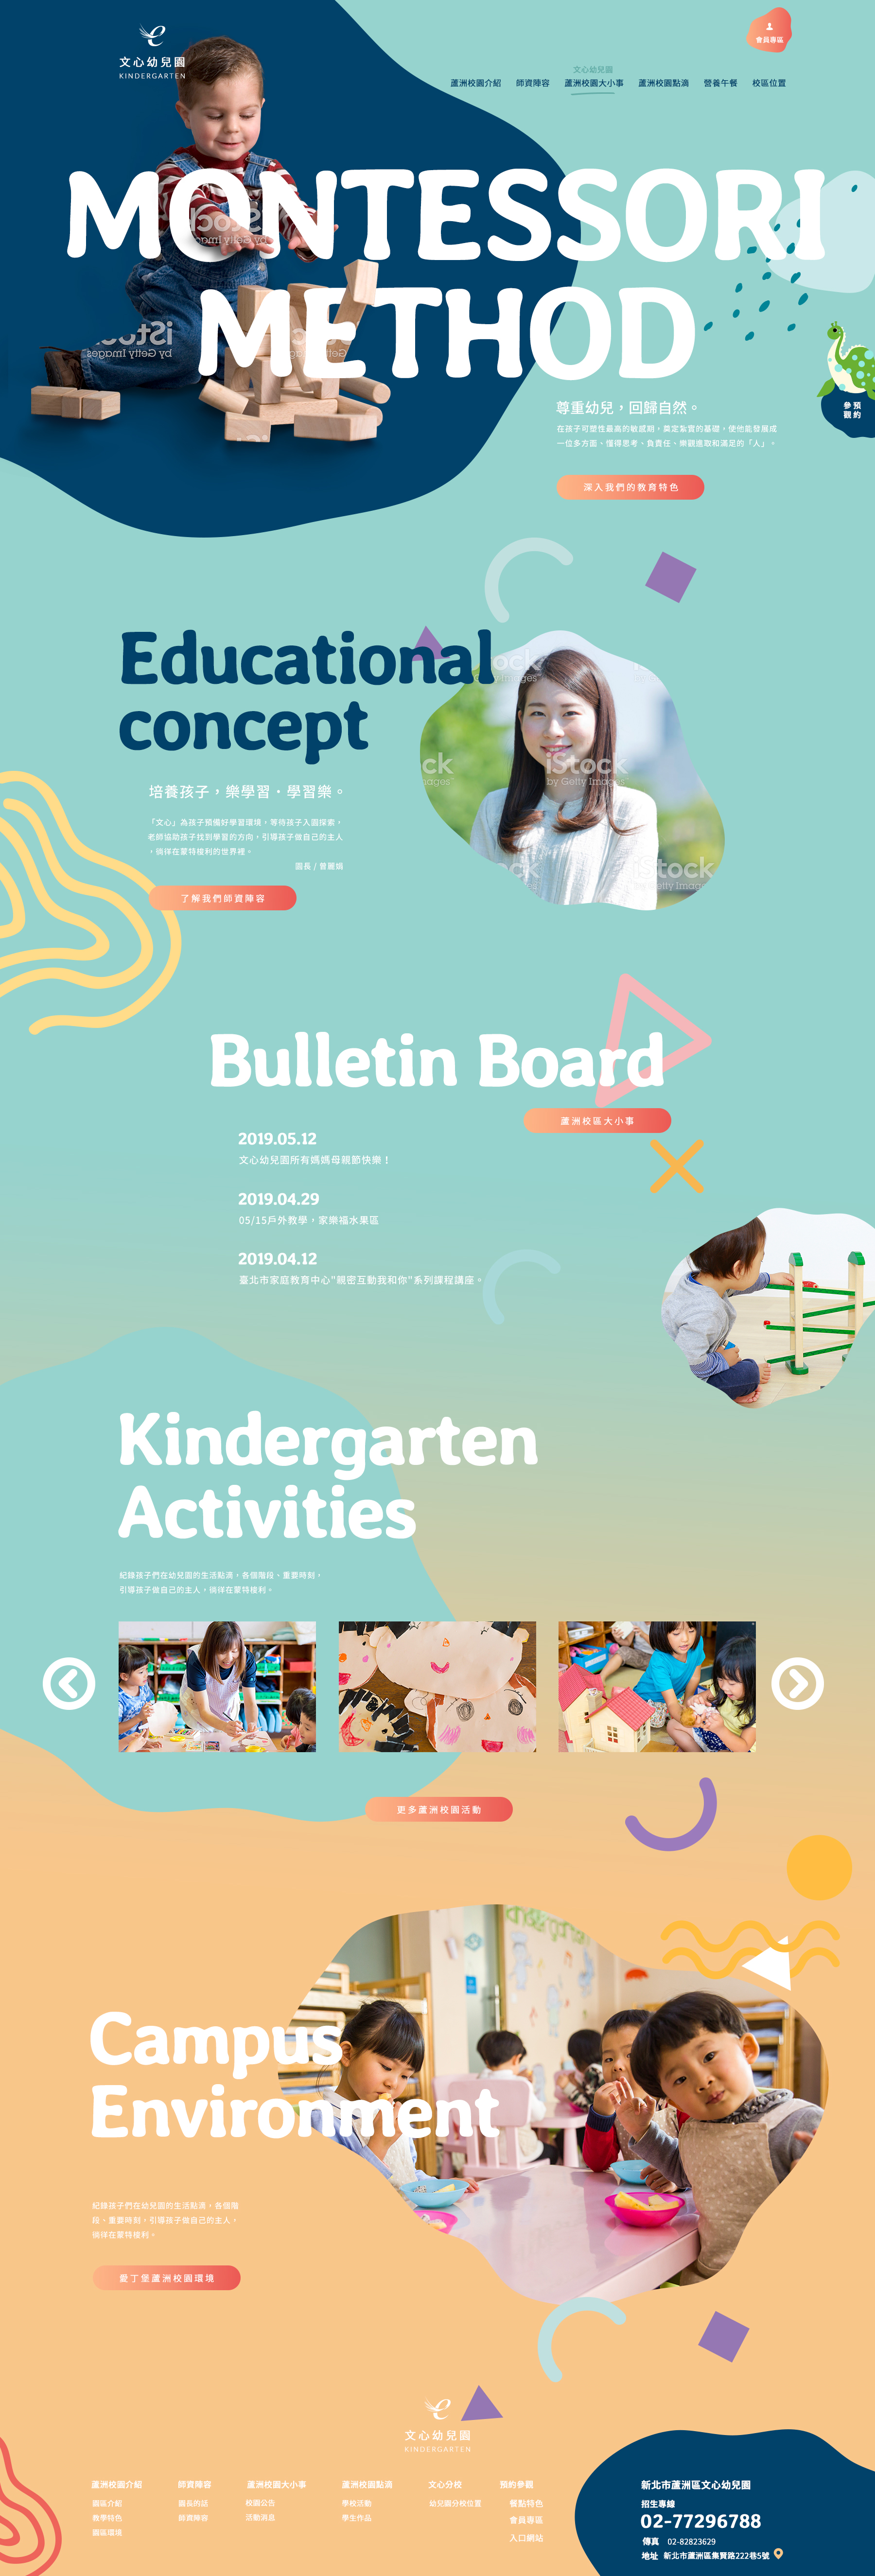 文心幼兒園
KINDERGARTEN
會員專區
文心幼兒園
蘆洲校園介紹
師資陣容
蘆洲校園大小事
蘆洲校園點滴
營養午餐
校區位置
MONTESSORI
METHOD
iStock
by Getty Images
參預
觀約
尊重幼兒，回歸自然。
在孩子可塑性最高的敏感期，奠定紮實的基礎，使他能發展成
一位多方面、懂得思考、負責任、樂觀進取和滿足的「人」。
深入我們的教育特色
Educational
concept
iStock
by Getty Images
培養孩子，樂學習・學習樂。
「文心」為孩子預備好學習環境，等待孩子入園探索，
老師協助孩子找到學習的方向，引導孩子做自己的主人
，徜徉在蒙特梭利的世界裡。
園長 / 曾麗娟
了解我們師資陣容
Bulletin Board
蘆洲校區大小事
2019.05.12
文心幼兒園所有媽媽母親節快樂！
2019.04.29
05/15戶外教學，家樂福水果區
2019.04.12
臺北市家庭教育中心"親密互動我和你"系列課程講座。
Kindergarten
Activities
紀錄孩子們在幼兒園的生活點滴，各個階段、重要時刻，
引導孩子做自己的主人，徜徉在蒙特梭利。
更多蘆洲校園活動
Campus
Environment
紀錄孩子們在幼兒園的生活點滴，各個階
段、重要時刻，引導孩子做自己的主人，
徜徉在蒙特梭利。
愛丁堡蘆洲校園環境
文心幼兒園
KINDERGARTEN
蘆洲校園介紹
園區介紹
教學特色
園區環境
師資陣容
園長的話
師資陣容
蘆洲校園大小事
校園公告
活動消息
蘆洲校園點滴
學校活動
學生作品
文心分校
幼兒園分校位置
預約參觀
餐點特色
會員專區
入口網站
新北市蘆洲區文心幼兒園
招生專線
02-77296788
傳真 02-82823629
地址 新北市蘆洲區集賢路222巷5號